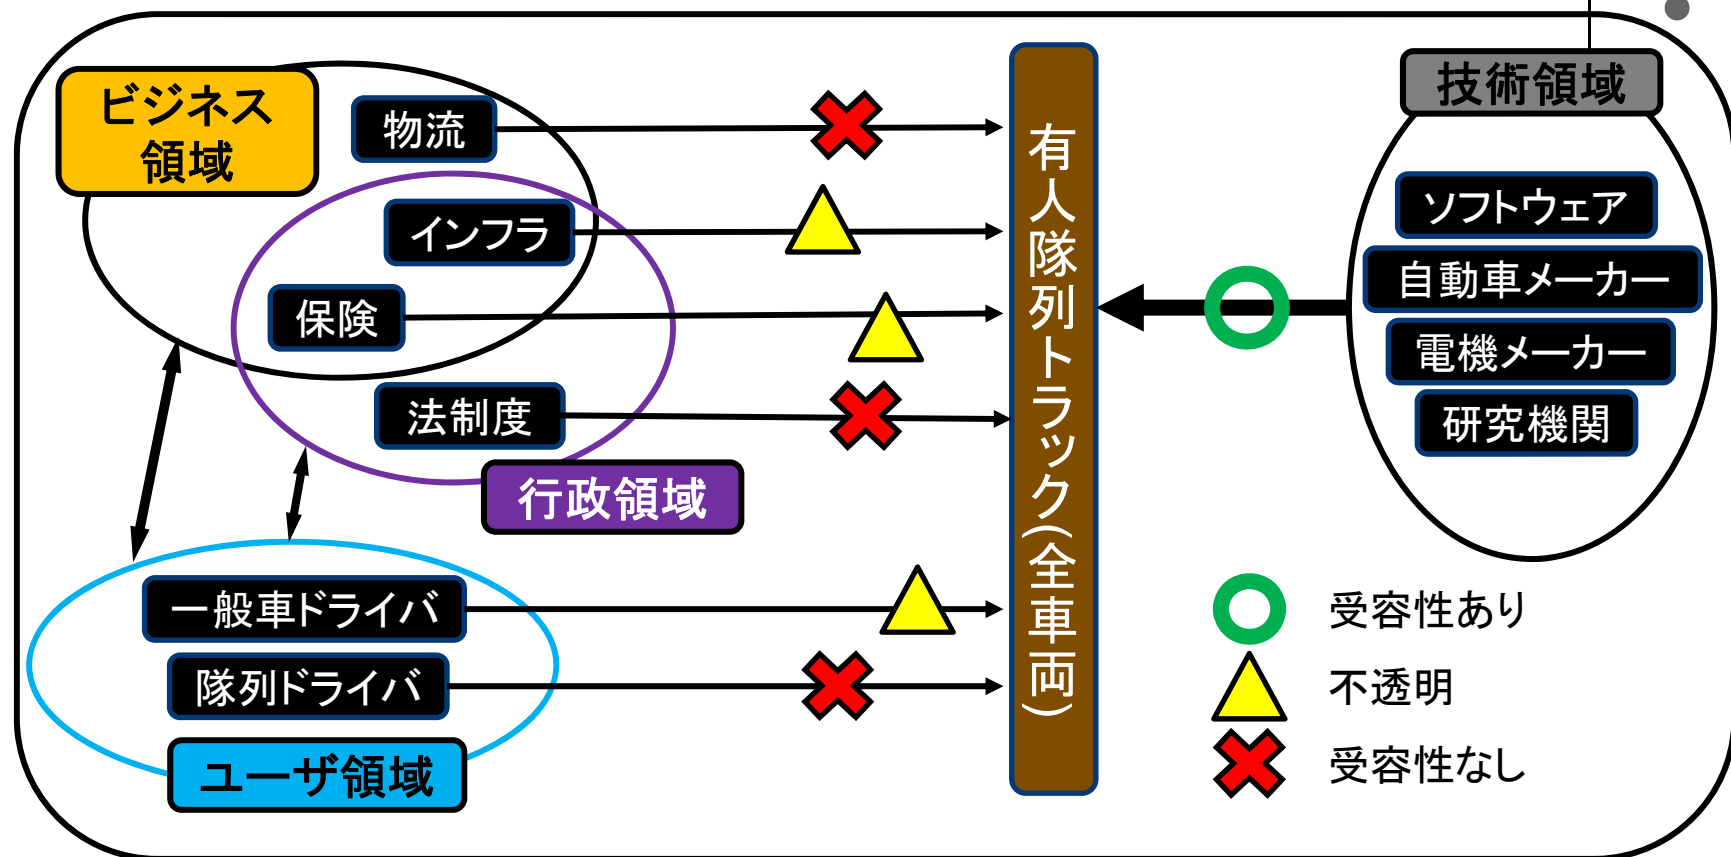 ビジネス
領域
物流
インフラ
保険
法制度
行政領域
一般車ドライバ
隊列ドライバ
ユーザ領域
有人隊列トラック(全車両)
技術領域
ソフトウェア
自動車メーカー
電機メーカー
研究機関
受容性あり
不透明
受容性なし